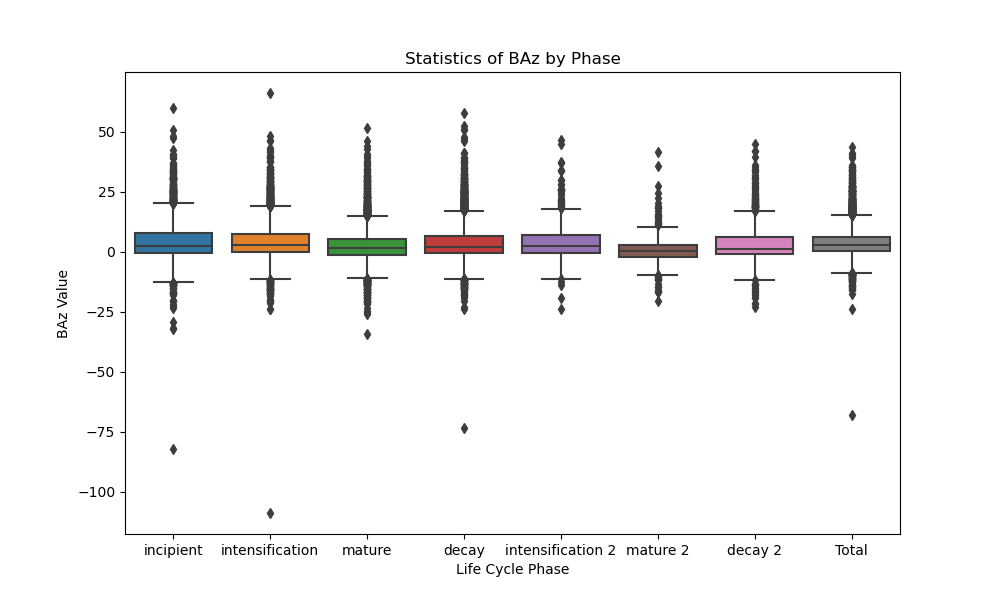 Statistics of BAz by Phase
BAz Value
50
25
0
−25
−50
−75
−100
incipient
intensification
mature
decay
intensification 2
mature 2
decay 2
Total
Life Cycle Phase